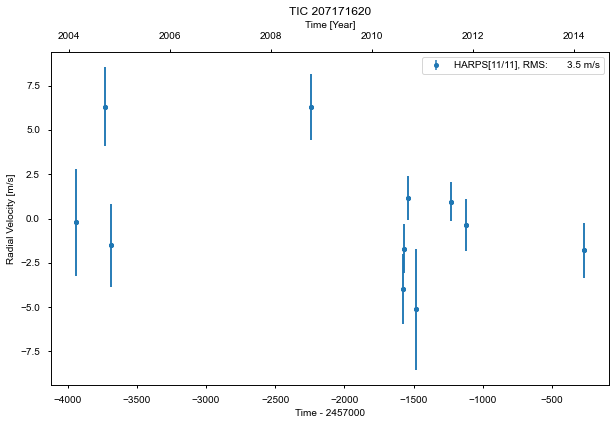 TIC 207171620
Time [Year]
2004 2006 2008 2010 2012 2014
HARPS[11/11], RMS: 3.5 m/s
Radial Velocity [m/s]
7.5
5.0
2.5
0.0
−2.5
−5.0
−7.5
−4000 −3500 −3000 −2500 −2000 −1500 −1000 −500
Time - 2457000